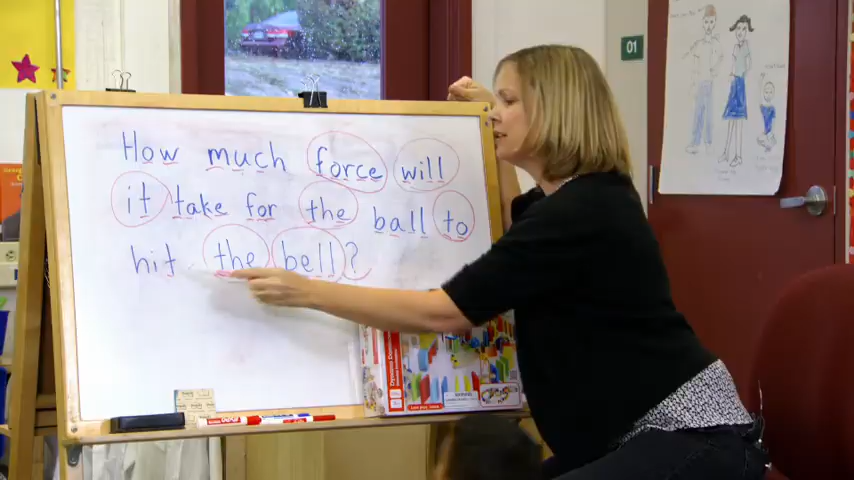 01
How much force will
it take for the ball to
hit the bell?